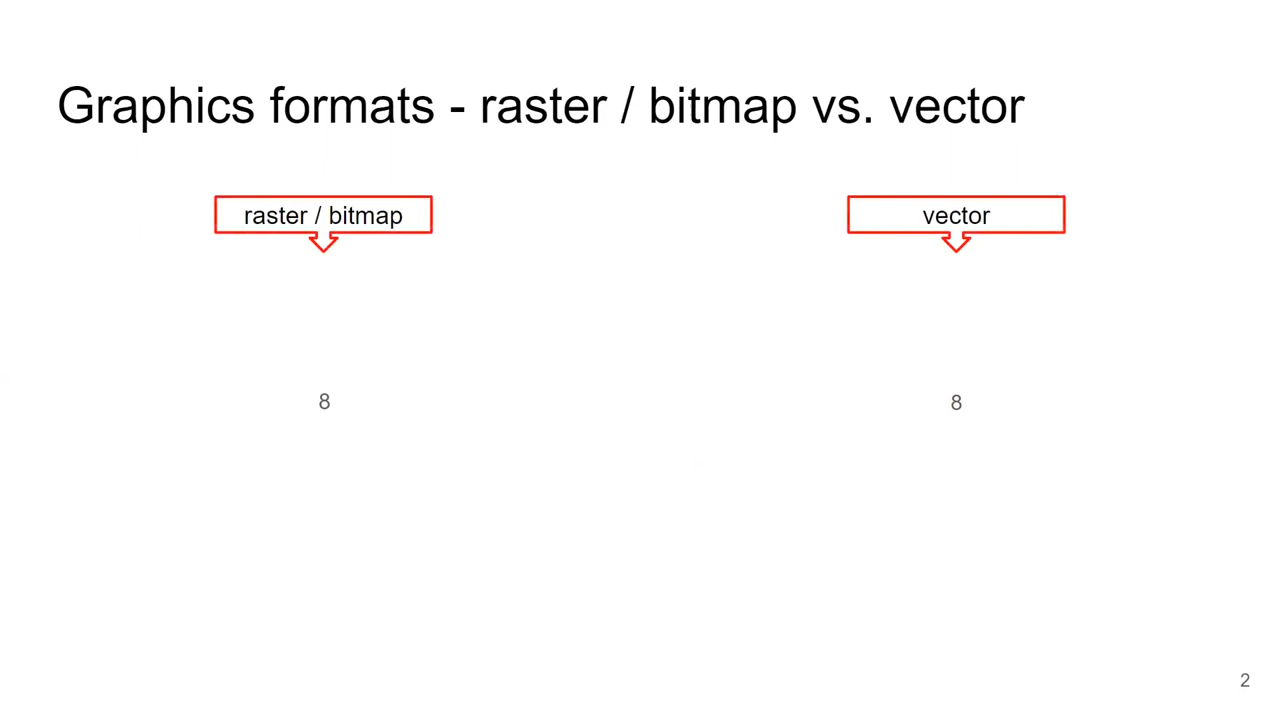 Graphics formats - raster / bitmap vs. vector
raster / bitmap
vector
8
8
2